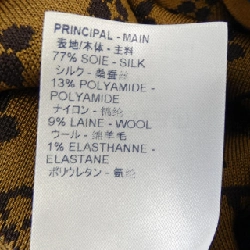 PRINCIPAL - MAIN
表地/本体・主料
77% SOIE - SILK
シルク - 桑蚕丝
13% POLYAMIDE -
POLYAMIDE
ナイロン - 锦纶
9% LAINE - WOOL
ウール - 绵羊毛
1% ELASTHANNE -
ELASTANE
ポリウレタン - 氨纶